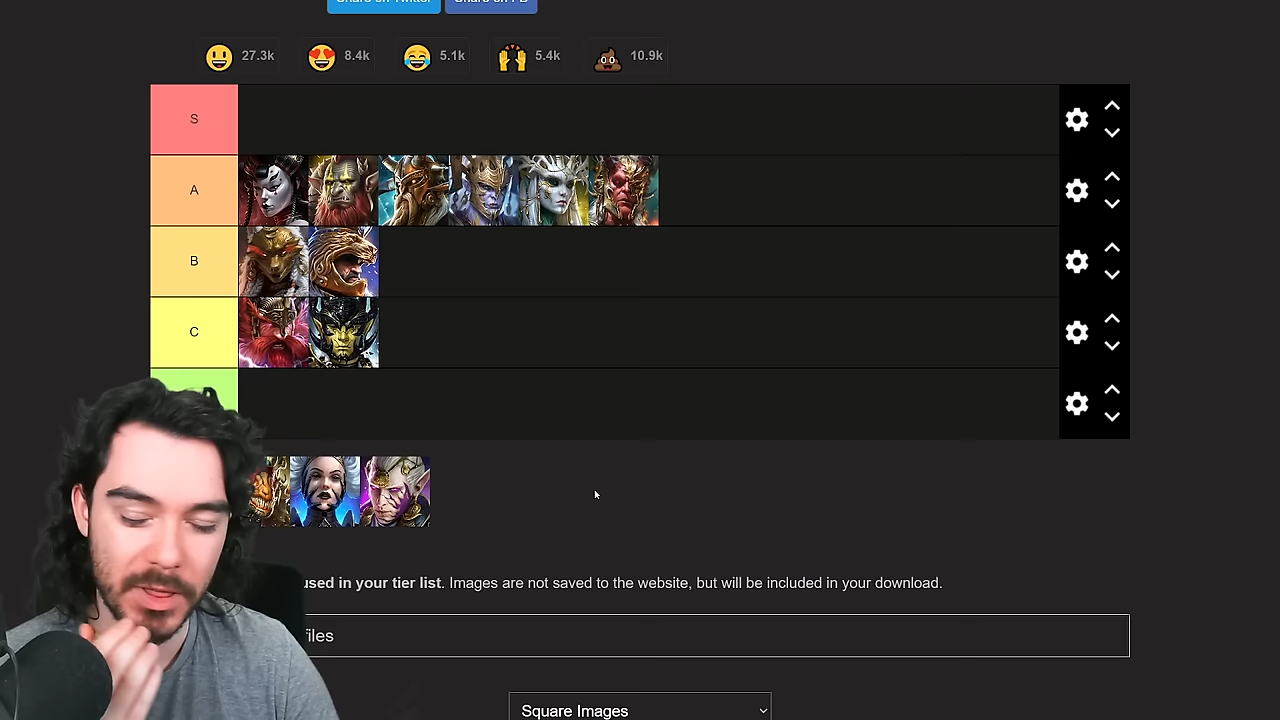 27.3k 8.4k 5.1k 5.4k 10.9k
S
A
B
C
used in your tier list. Images are not saved to the website, but will be included in your download.
files
Square Images